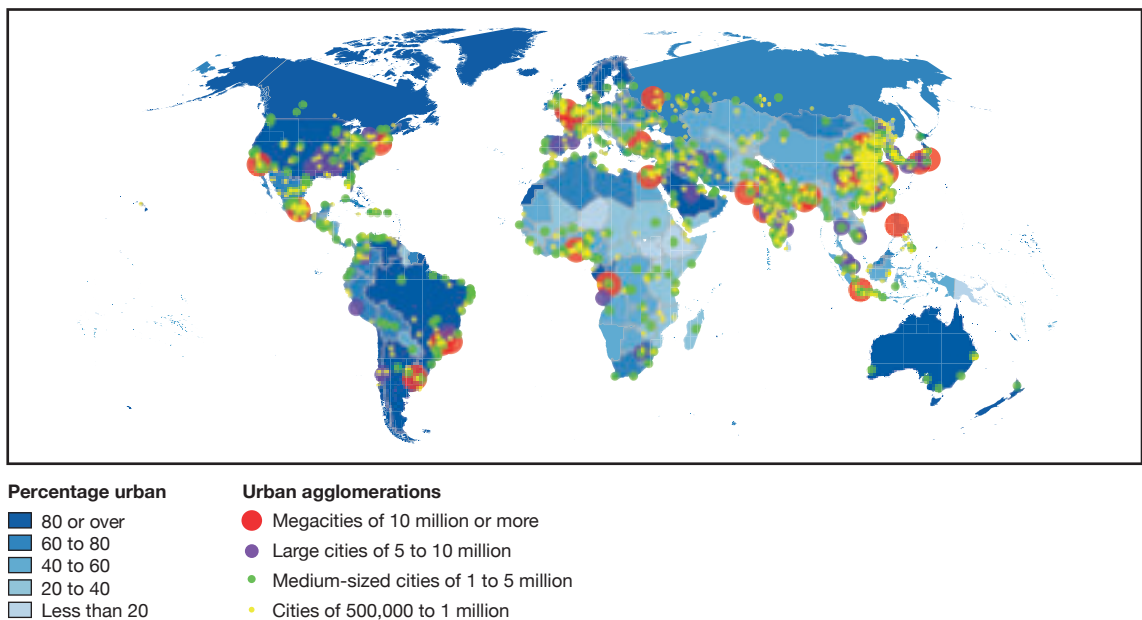 Percentage urban
80 or over
60 to 80
40 to 60
20 to 40
Less than 20
Urban agglomerations
Megacities of 10 million or more
Large cities of 5 to 10 million
Medium-sized cities of 1 to 5 million
Cities of 500,000 to 1 million